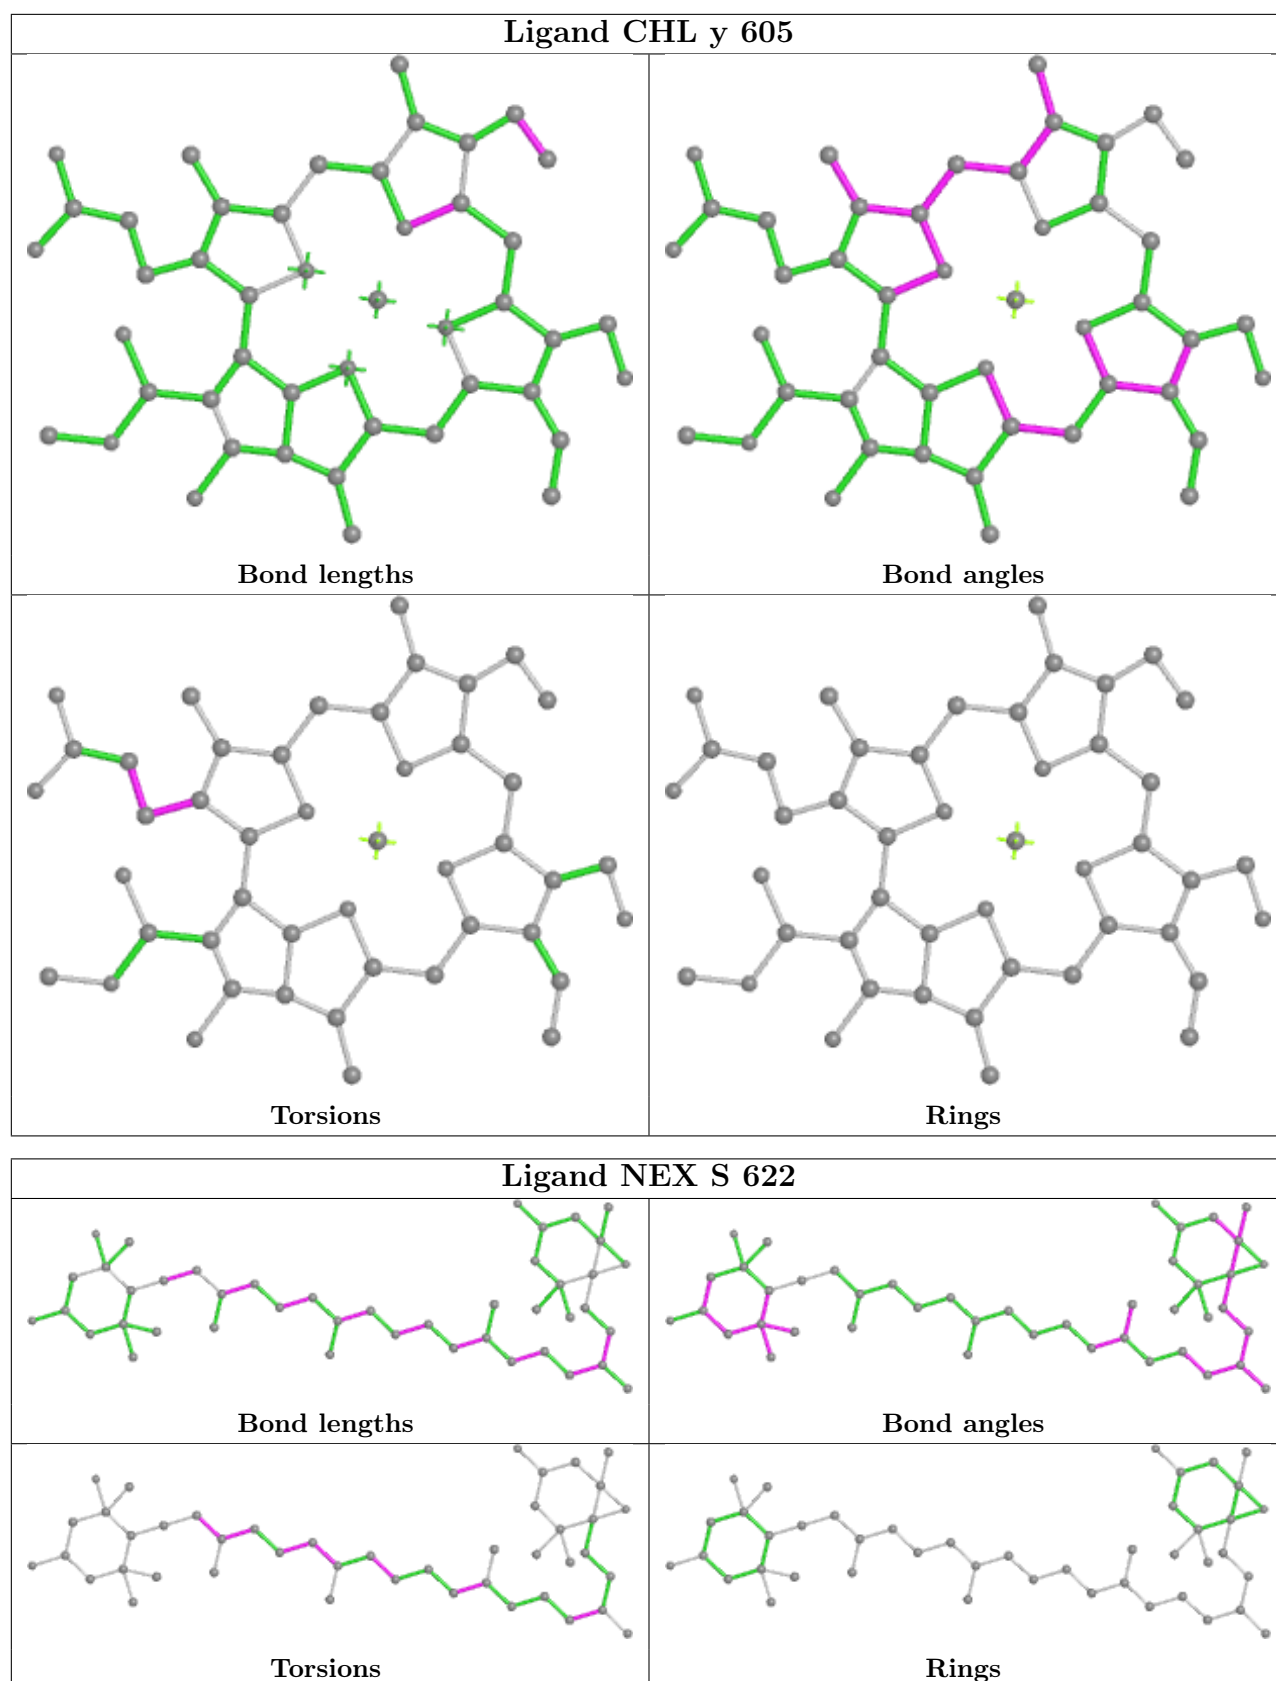 Ligand CHL y 605
Bond lengths
Bond angles
Torsions
Rings
Ligand NEX S 622
Bond lengths
Bond angles
Torsions
Rings